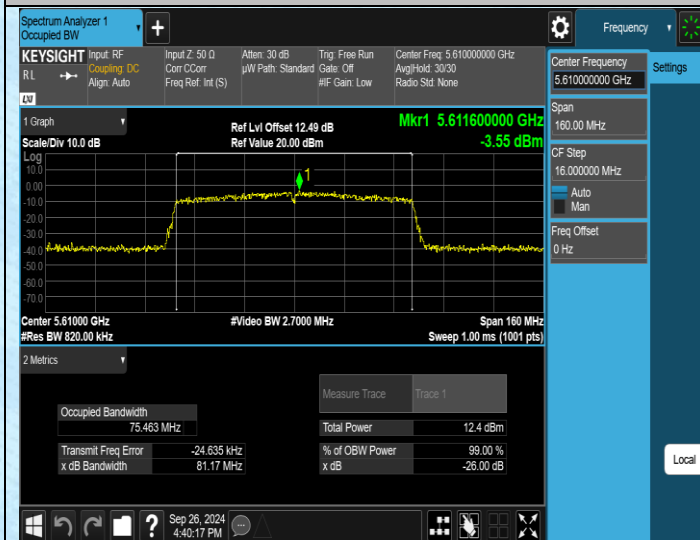 Spectrum Analyzer 1
Occupied BW
Frequency
KEYSIGHT
RL
LXI
Input: RF
Coupling: DC
Align: Auto
Input Z: 50 Ω
Corr CCorr
Freq Ref: Int (S)
Atten: 30 dB
µW Path: Standard
Trig: Free Run
Gate: Off
#IF Gain: Low
Center Freq: 5.610000000 GHz
Avg|Hold: 30/30
Radio Std: None
Center Frequency
5.610000000 GHz
Settings
Span
160.00 MHz
CF Step
16.000000 MHz
Auto
Man
Freq Offset
0 Hz
Local
1 Graph
Scale/Div 10.0 dB
Ref Lvl Offset 12.49 dB
Ref Value 20.00 dBm
Mkr1 5.611600000 GHz
-3.55 dBm
Log
10.0
0.00
-10.0
-20.0
-30.0
-40.0
-50.0
-60.0
-70.0
1
Center 5.61000 GHz
#Res BW 820.00 kHz
#Video BW 2.7000 MHz
Span 160 MHz
Sweep 1.00 ms (1001 pts)
2 Metrics
Measure Trace
Trace 1
Occupied Bandwidth
75.463 MHz
Total Power
12.4 dBm
Transmit Freq Error
-24.635 kHz
% of OBW Power
99.00 %
x dB Bandwidth
81.17 MHz
x dB
-26.00 dB
?
Sep 26, 2024
4:40:17 PM